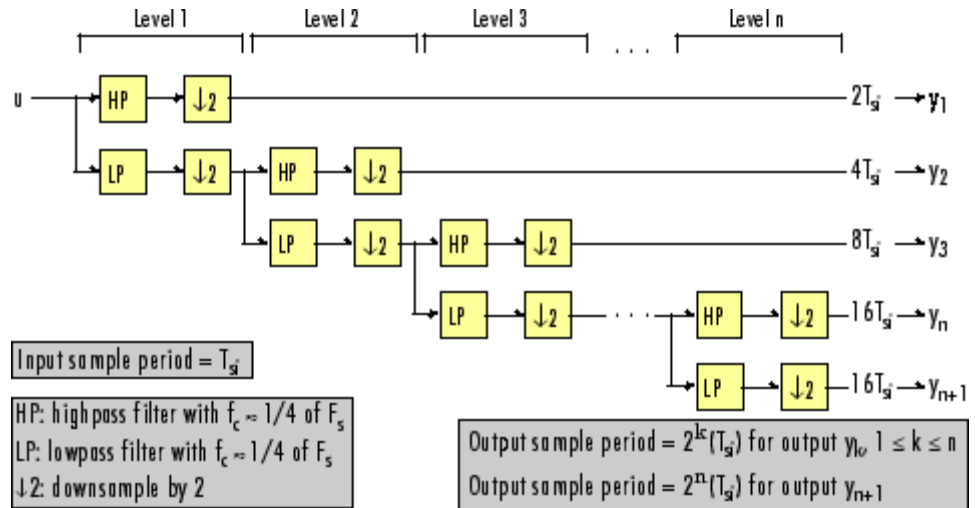 Level 1 Level 2 Level 3 . . . Level n
u HP ↓2 2Tsi y1
LP ↓2 HP ↓2 4Tsi y2
LP ↓2 HP ↓2 8Tsi y3
LP ↓2 . . . HP ↓2 16Tsi yn
LP ↓2 16Tsi yn+1
Input sample period = Tsi
HP: highpass filter with fc ≈ 1/4 of Fs
LP: lowpass filter with fc ≈ 1/4 of Fs
↓2: downsample by 2
Output sample period = 2^k(Tsi) for output yk, 1 ≤ k ≤ n
Output sample period = 2^n(Tsi) for output yn+1